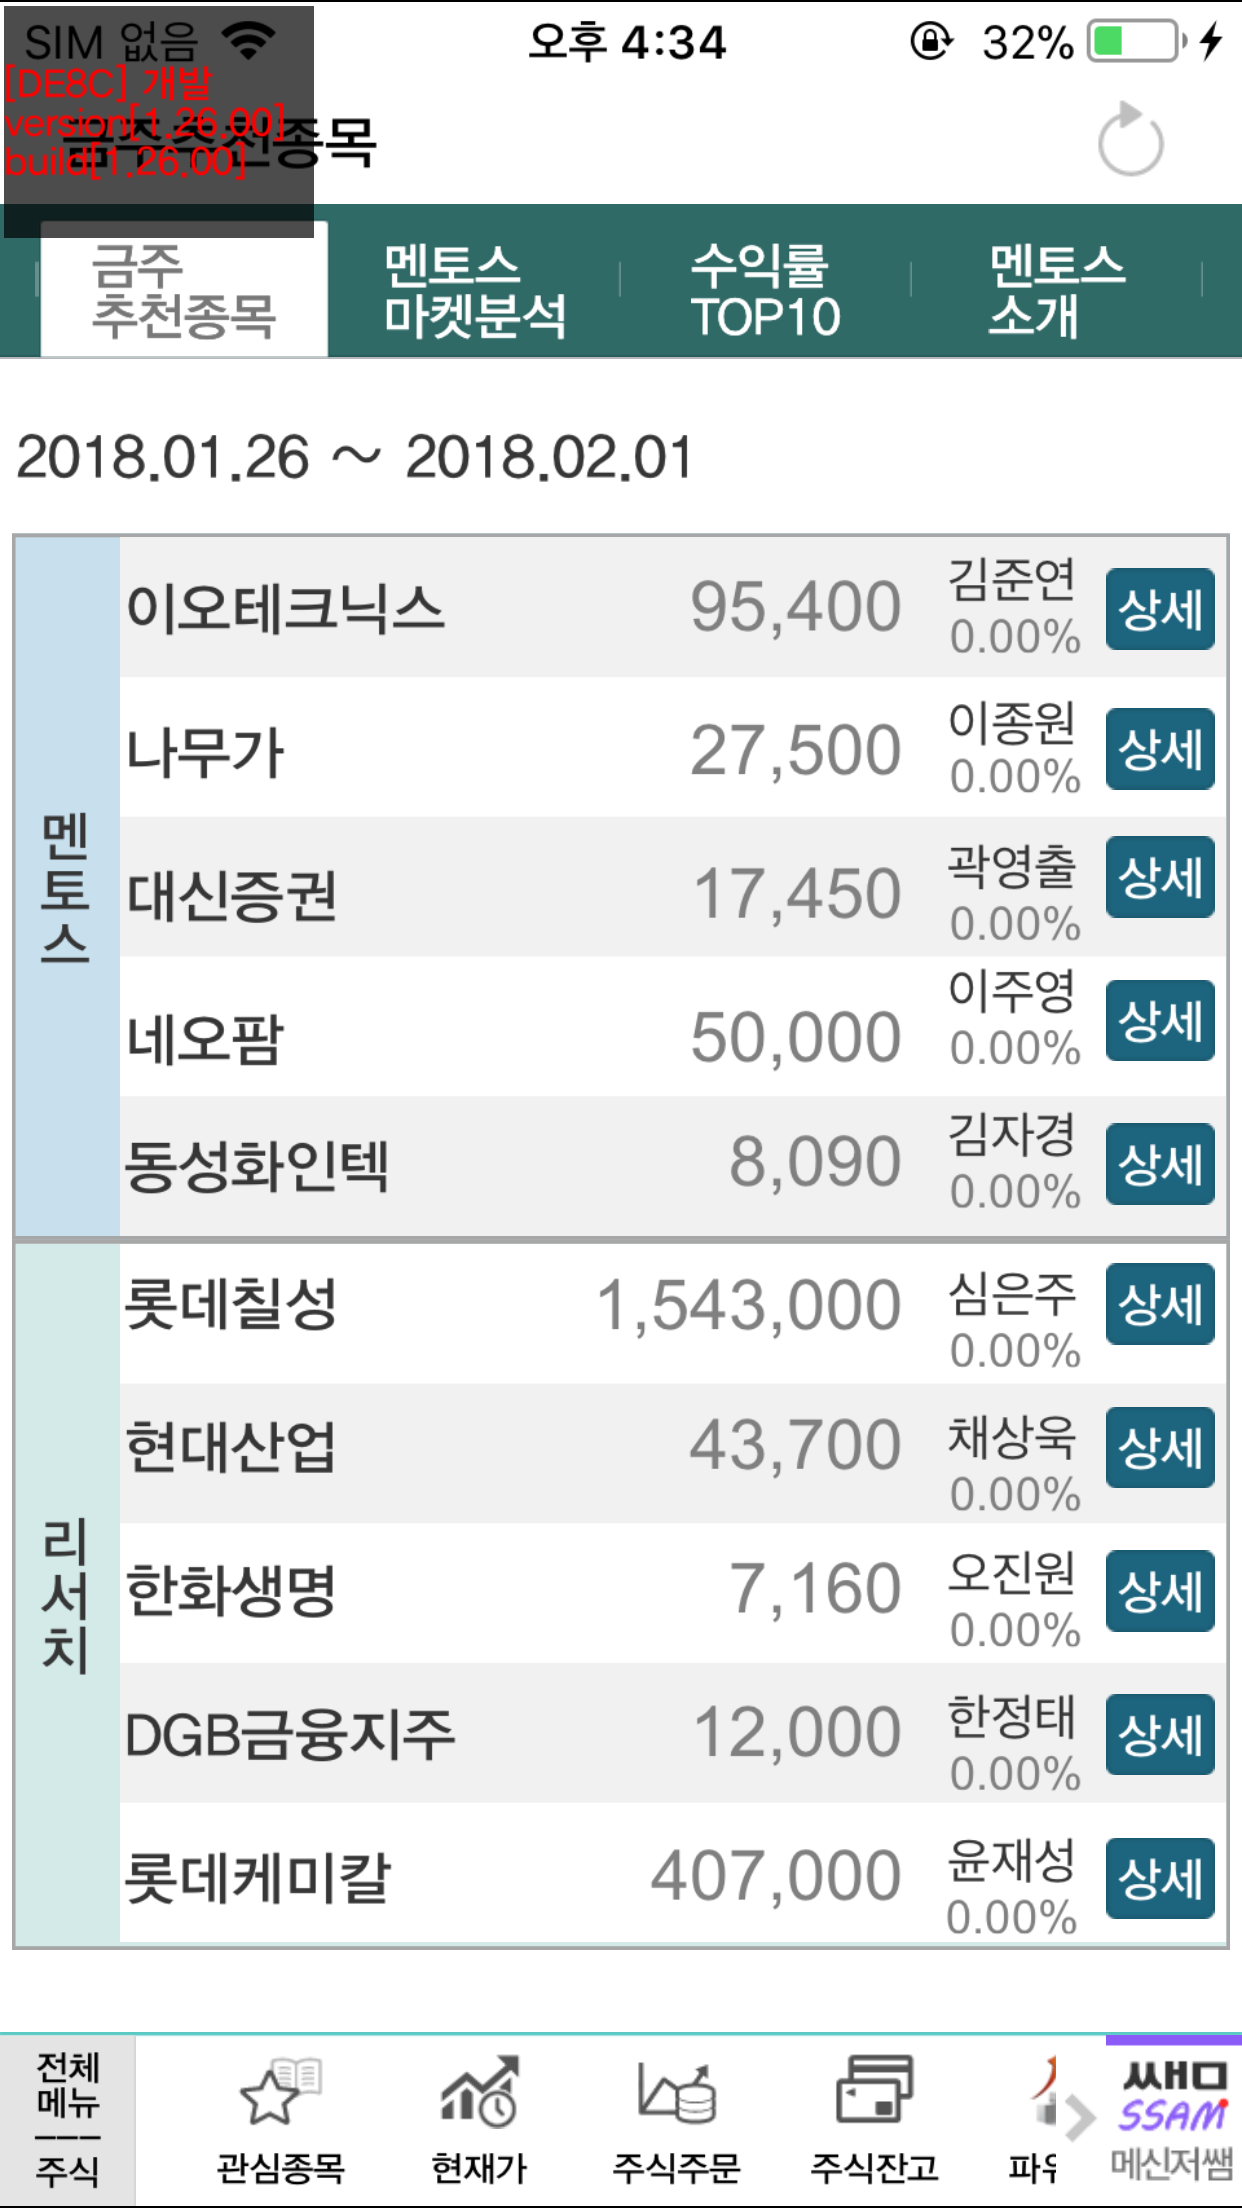 SIM 없음
오후 4:34
32%
[DE8C] 개발
version[1.26.00]
build[1.26.00]
금주추천종목
금주
추천종목
멘토스
마켓분석
수익률
TOP10
멘토스
소개
2018.01.26 ~ 2018.02.01
멘토스
이오테크닉스 95,400 김준연 0.00% 상세
나무가 27,500 이종원 0.00% 상세
대신증권 17,450 곽영출 0.00% 상세
네오팜 50,000 이주영 0.00% 상세
동성화인텍 8,090 김자경 0.00% 상세
리서치
롯데칠성 1,543,000 심은주 0.00% 상세
현대산업 43,700 채상욱 0.00% 상세
한화생명 7,160 오진원 0.00% 상세
DGB금융지주 12,000 한정태 0.00% 상세
롯데케미칼 407,000 윤재성 0.00% 상세
전체
메뉴
주식
관심종목
현재가
주식주문
주식잔고
쌔미
SSAM
메신저쌤